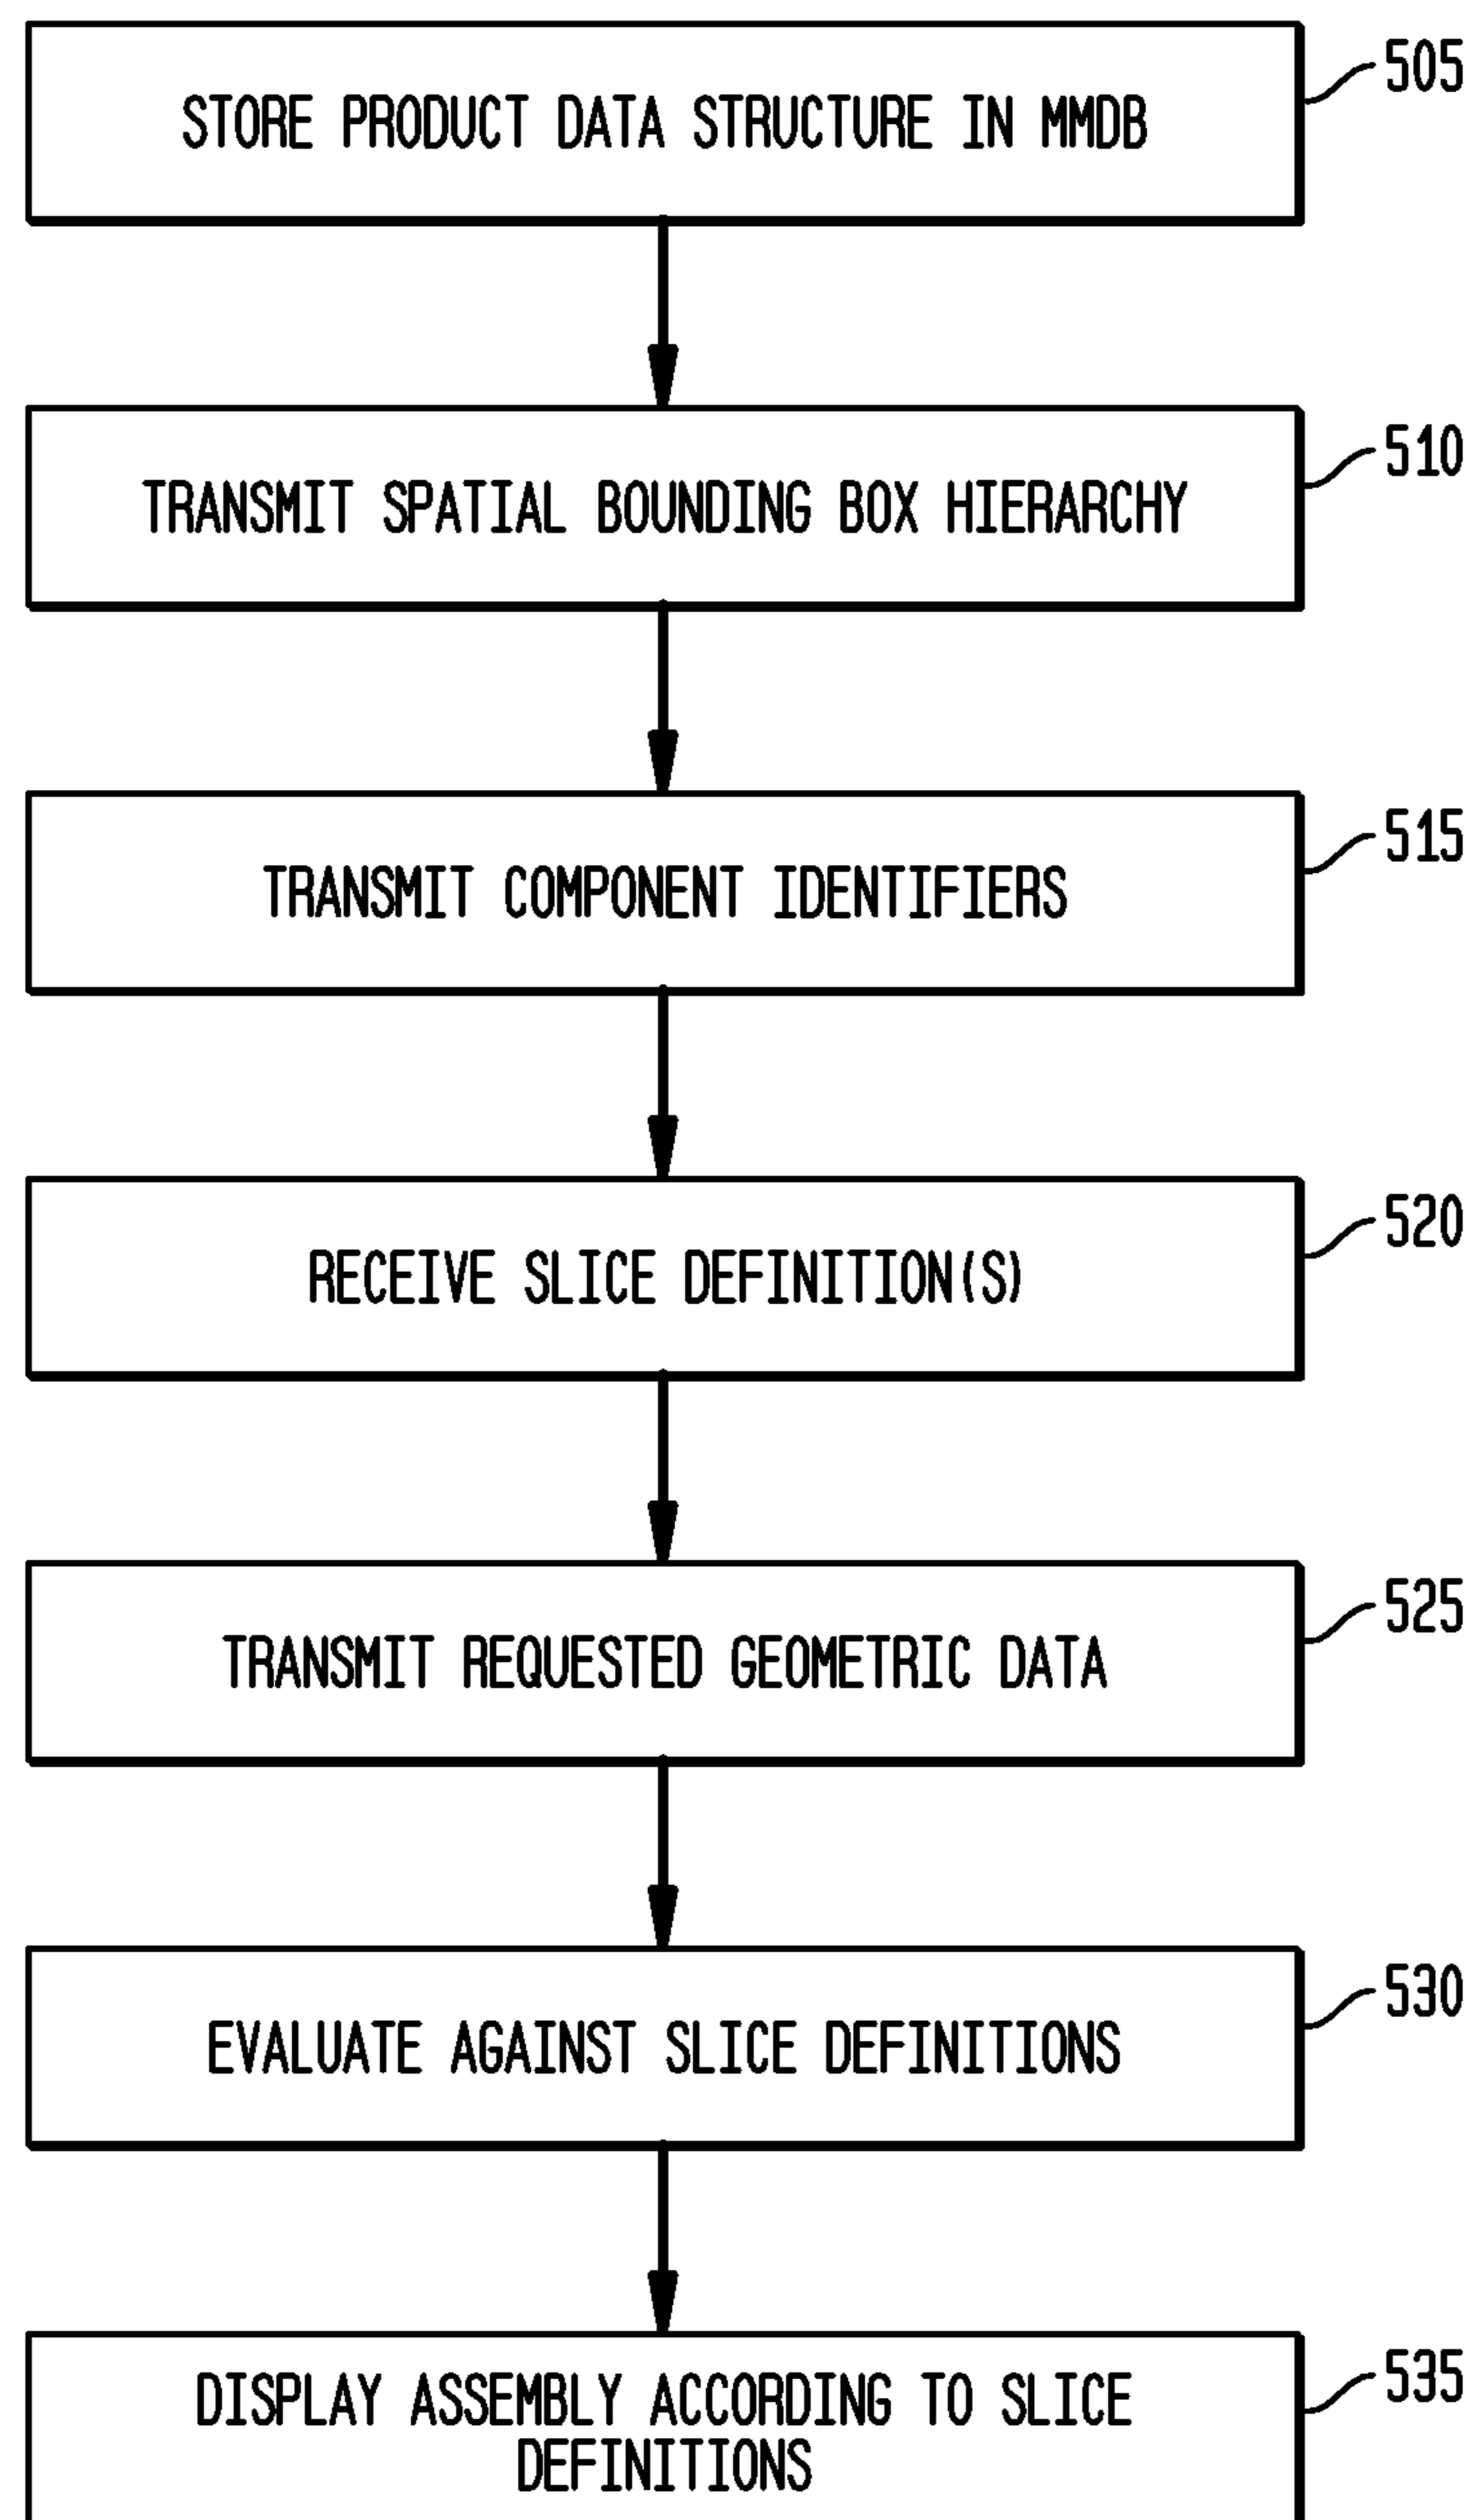 STORE PRODUCT DATA STRUCTURE IN MMDB
505
TRANSMIT SPATIAL BOUNDING BOX HIERARCHY
510
TRANSMIT COMPONENT IDENTIFIERS
515
RECEIVE SLICE DEFINITION(S)
520
TRANSMIT REQUESTED GEOMETRIC DATA
525
EVALUATE AGAINST SLICE DEFINITIONS
530
DISPLAY ASSEMBLY ACCORDING TO SLICE
DEFINITIONS
535